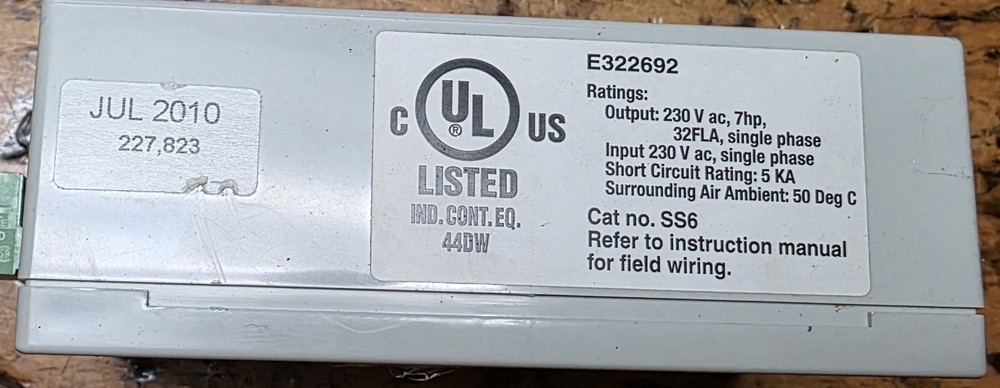 JUL 2010
227,823
C UL ® US
LISTED
IND. CONT. EQ.
44DW
E322692
Ratings:
Output: 230 V ac, 7hp,
32FLA, single phase
Input 230 V ac, single phase
Short Circuit Rating: 5 KA
Surrounding Air Ambient: 50 Deg C
Cat no. SS6
Refer to instruction manual
for field wiring.